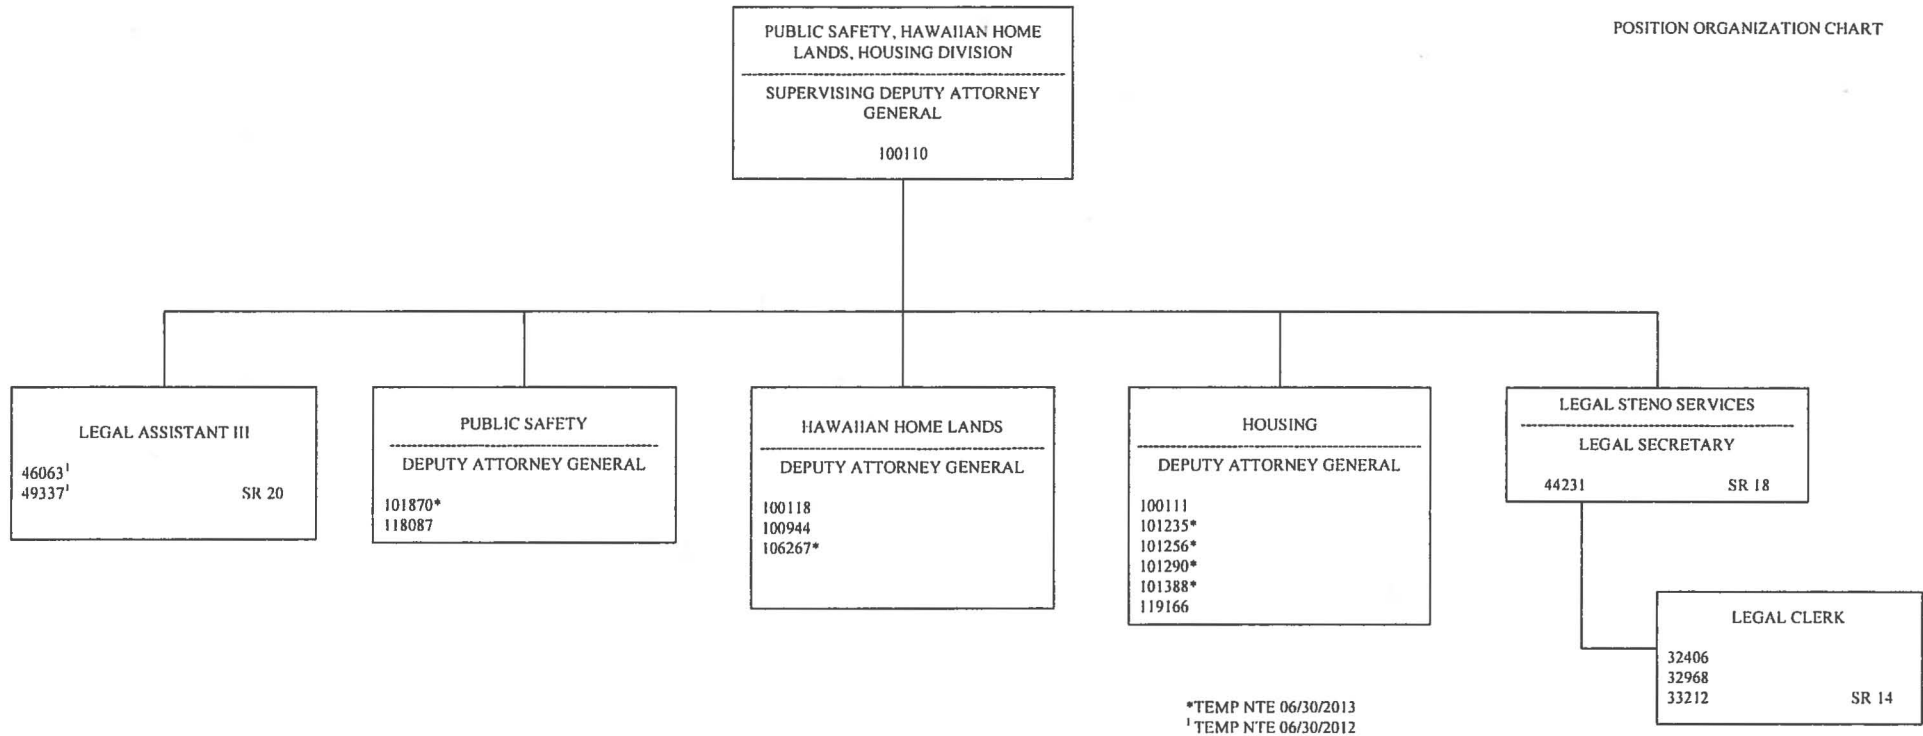 POSITION ORGANIZATION CHART
PUBLIC SAFETY, HAWAIIAN HOME
LANDS, HOUSING DIVISION
SUPERVISING DEPUTY ATTORNEY
GENERAL
100110
LEGAL ASSISTANT III
46063¹
49337¹ SR 20
PUBLIC SAFETY
DEPUTY ATTORNEY GENERAL
101870*
118087
HAWAIIAN HOME LANDS
DEPUTY ATTORNEY GENERAL
100118
100944
106267*
HOUSING
DEPUTY ATTORNEY GENERAL
100111
101235*
101256*
101290*
101388*
119166
LEGAL STENO SERVICES
LEGAL SECRETARY
44231 SR 18
LEGAL CLERK
32406
32968
33212 SR 14
*TEMP NTE 06/30/2013
¹ TEMP NTE 06/30/2012